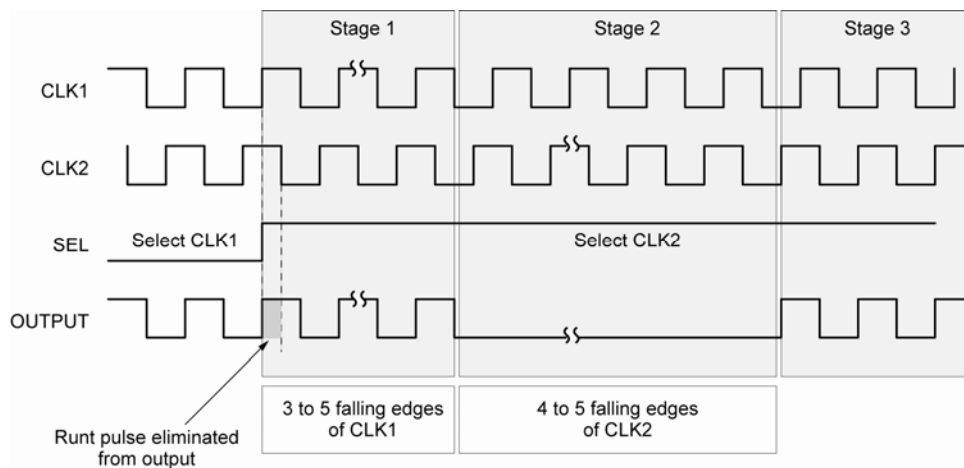 Stage 1
Stage 2
Stage 3
CLK1
CLK2
SEL
Select CLK1
Select CLK2
OUTPUT
3 to 5 falling edges
of CLK1
4 to 5 falling edges
of CLK2
Runt pulse eliminated
from output